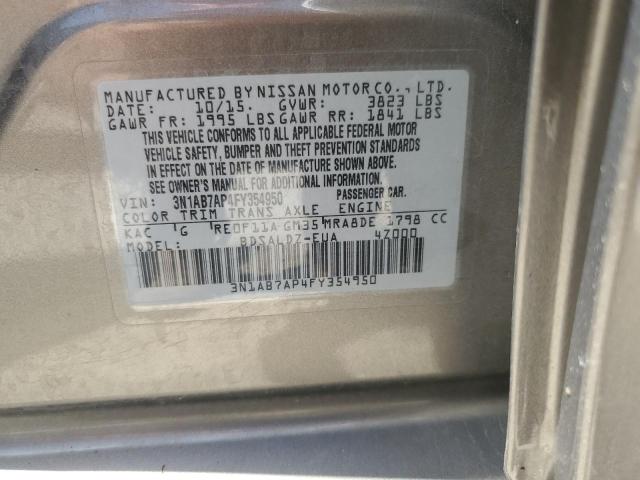 MANUFACTURED BY NISSAN MOTOR CO., LTD.
DATE: 10/15. GVWR: 3823 LBS
GAWR FR: 1995 LBS GAWR RR: 1841 LBS
THIS VEHICLE CONFORMS TO ALL APPLICABLE FEDERAL MOTOR
VEHICLE SAFETY, BUMPER AND THEFT PREVENTION STANDARDS
IN EFFECT ON THE DATE OF MANUFACTURE SHOWN ABOVE.
SEE OWNER'S MANUAL FOR ADDITIONAL INFORMATION.
VIN: 3N1AB7AP4FY354950 PASSENGER CAR.
COLOR TRIM TRANS AXLE ENGINE
KAC G RE0F11A GM35 MRA8DE 1798 CC
MODEL: BDSALDZ-EUA 4Z000
3N1AB7AP4FY354950